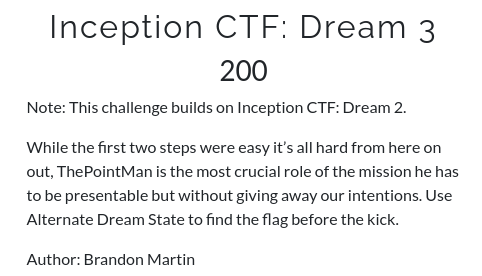 Inception CTF: Dream 3
200
Note: This challenge builds on Inception CTF: Dream 2.
While the first two steps were easy it’s all hard from here on
out, ThePointMan is the most crucial role of the mission he has
to be presentable but without giving away our intentions. Use
Alternate Dream State to find the flag before the kick.
Author: Brandon Martin